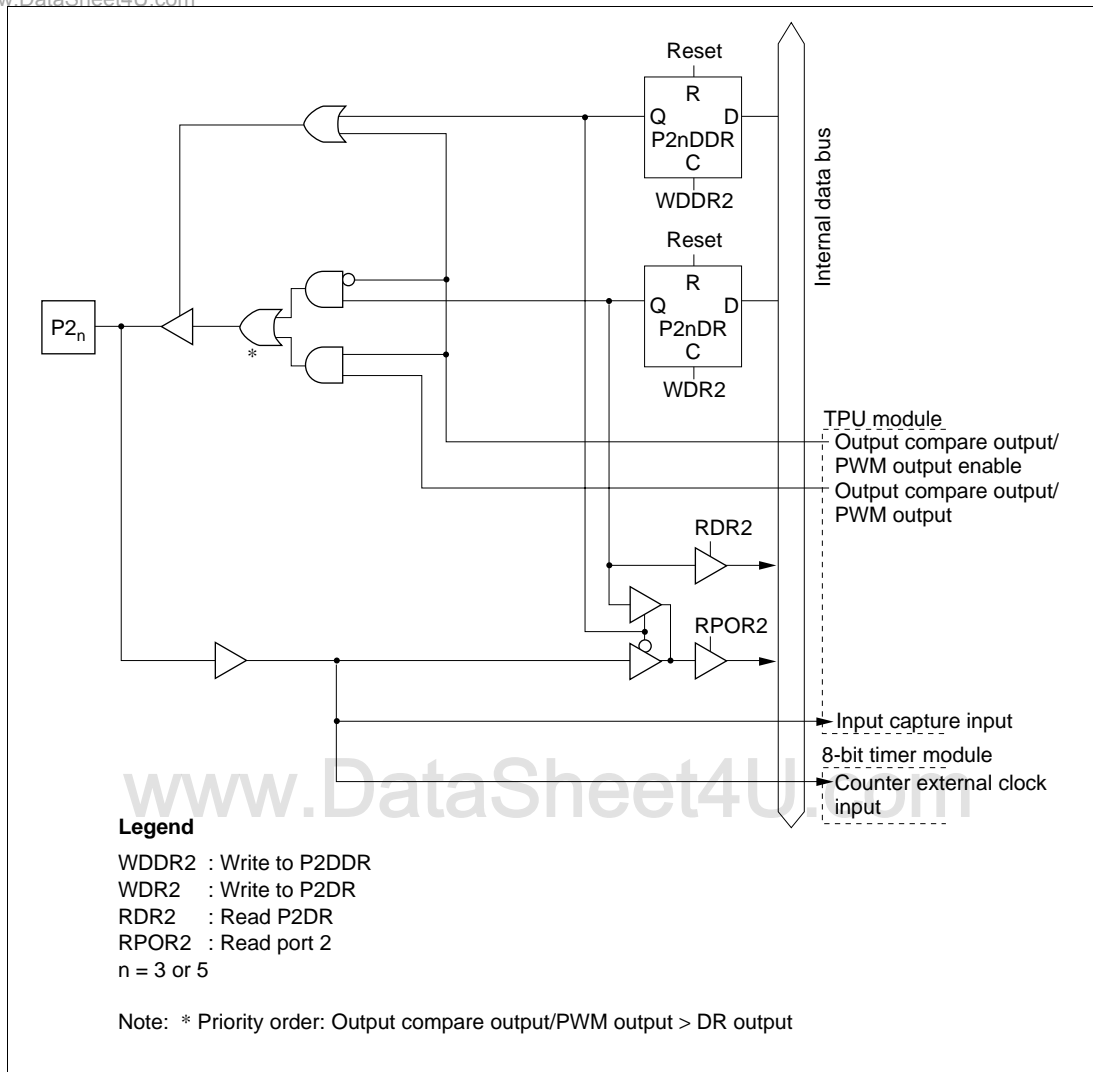 w.DataSheet4U.com
Reset
R
Q D
P2nDDR
C
WDDR2
Internal data bus
Reset
R
Q D
P2nDR
C
WDR2
P2n
*
TPU module
Output compare output/
PWM output enable
Output compare output/
PWM output
RDR2
RPOR2
Input capture input
8-bit timer module
Counter external clock
input
www.DataSheet4U.com
Legend
WDDR2 : Write to P2DDR
WDR2 : Write to P2DR
RDR2 : Read P2DR
RPOR2 : Read port 2
n = 3 or 5
Note: * Priority order: Output compare output/PWM output > DR output